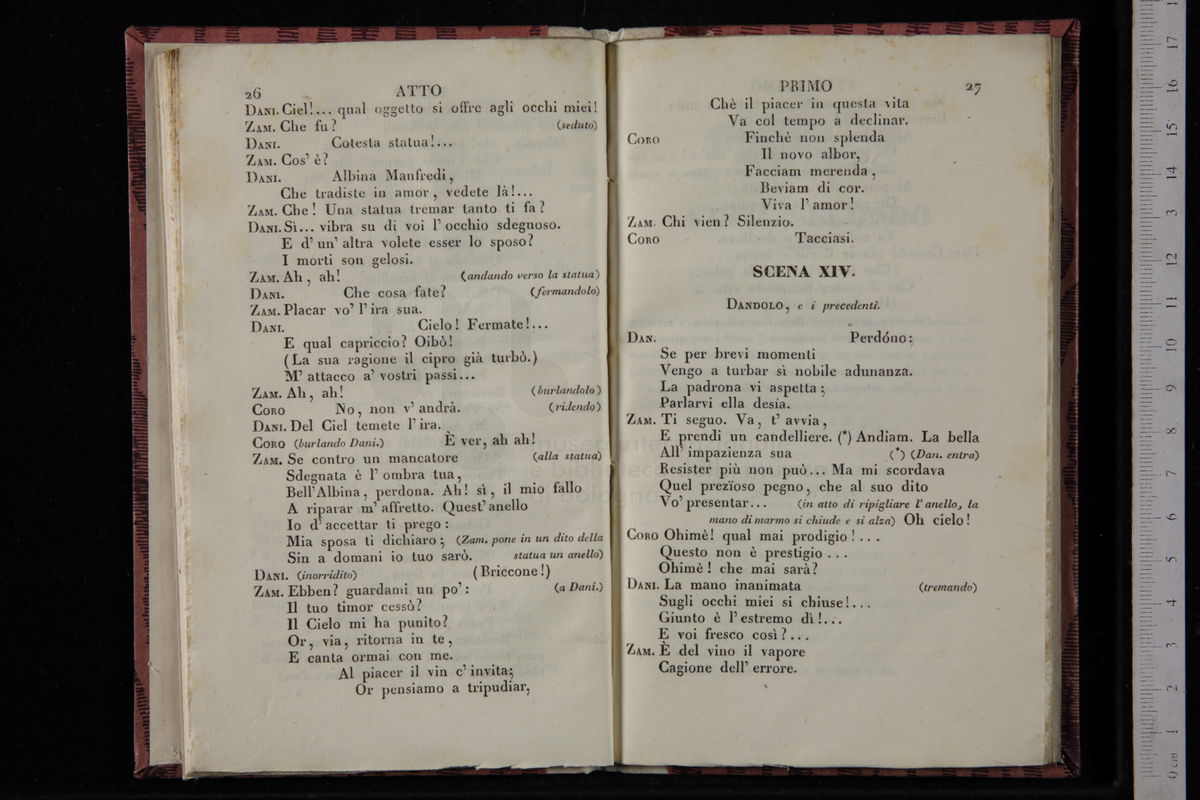 26 ATTO
DANI. Ciel!... qual oggetto si offre agli occhi miei!
ZAM. Che fu? (seduto)
DANI. Cotesta statua!...
ZAM. Cos' è?
DANI. Albina Manfredi,
Che tradiste in amor, vedete là!...
ZAM. Che! Una statua tremar tanto ti fa?
DANI. Sì... vibra su di voi l' occhio sdegnoso.
E d' un' altra volete esser lo sposo?
I morti son gelosi.
ZAM. Ah, ah! (andando verso la statua)
DANI. Che cosa fate? (fermandolo)
ZAM. Placar vo' l' ira sua.
DANI. Cielo! Fermate!...
E qual capriccio? Oibò!
(La sua ragione il cipro già turbò.)
M' attacco a' vostri passi...
ZAM. Ah, ah! (burlandolo)
CORO No, non v' andrà. (ridendo)
DANI. Del Ciel temete l' ira.
CORO (burlando Dani.) È ver, ah ah!
ZAM. Se contro un mancatore (alla statua)
Sdegnata è l' ombra tua,
Bell'Albina, perdona. Ah! sì, il mio fallo
A riparar m' affretto. Quest' anello
Io d' accettar ti prego:
Mia sposa ti dichiaro; (Zam. pone in un dito della
Sin a domani io tuo sarò. statua un anello)
DANI. (inorridito) (Briccone!)
ZAM. Ebben? guardami un po': (a Dani.)
Il tuo timor cessò?
Il Cielo mi ha punito?
Or, via, ritorna in te,
E canta ormai con me.
Al piacer il vin c' invita;
Or pensiamo a tripudiar,
PRIMO 27
Chè il piacer in questa vita
Va col tempo a declinar.
CORO Finchè non splenda
Il novo albor,
Facciam merenda,
Beviam di cor.
Viva l' amor!
ZAM. Chi vien? Silenzio.
CORO Tacciasi.
SCENA XIV.
DANDOLO, e i precedenti.
DAN. Perdóno:
Se per brevi momenti
Vengo a turbar sì nobile adunanza.
La padrona vi aspetta;
Parlarvi ella desía.
ZAM. Ti seguo. Va, t' avvia,
E prendi un candelliere. (*) Andiam. La bella
All' impazienza sua (*) (Dan. entra)
Resister più non può... Ma mi scordava
Quel prezïoso pegno, che al suo dito
Vo' presentar... (in atto di ripigliare l' anello, la
mano di marmo si chiude e si alza) Oh cielo!
CORO Ohimè! qual mai prodigio!...
Questo non è prestigio...
Ohimè! che mai sarà?
DANI. La mano inanimata (tremando)
Sugli occhi miei si chiuse!...
Giunto è l' estremo dì!...
E voi fresco così?...
ZAM. È del vino il vapore
Cagione dell' errore.